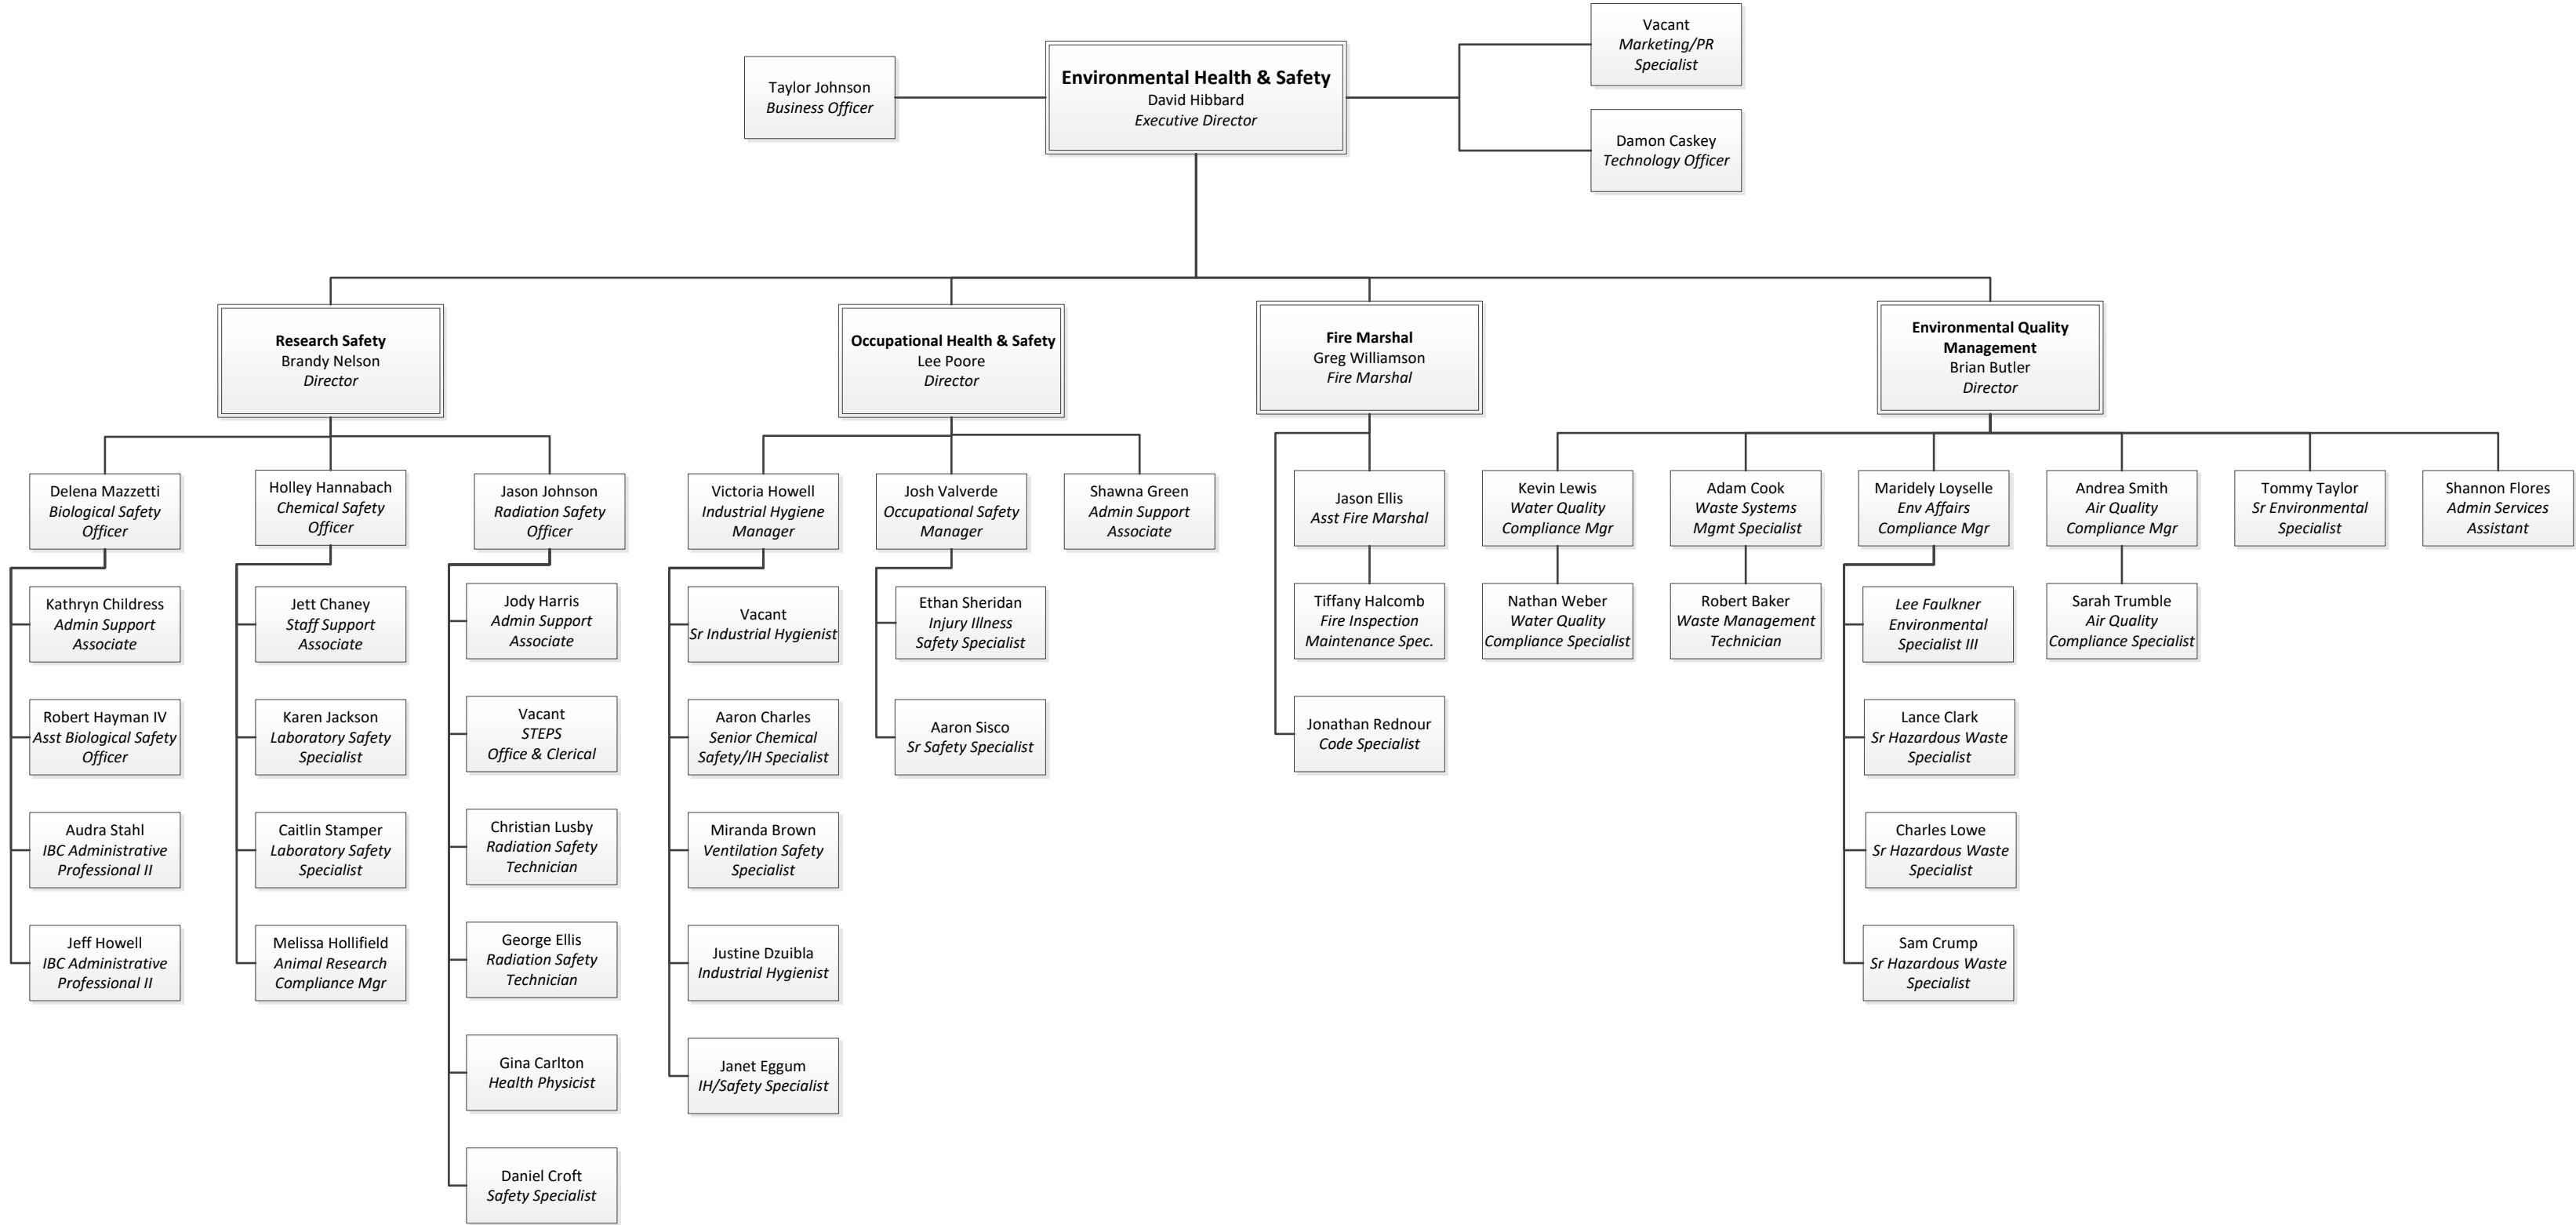 Vacant
Marketing/PR
Specialist
Taylor Johnson
Business Officer
Environmental Health & Safety
David Hibbard
Executive Director
Damon Caskey
Technology Officer
Research Safety
Brandy Nelson
Director
Occupational Health & Safety
Lee Poore
Director
Fire Marshal
Greg Williamson
Fire Marshal
Environmental Quality
Management
Brian Butler
Director
Delena Mazzetti
Biological Safety
Officer
Holley Hannabach
Chemical Safety
Officer
Jason Johnson
Radiation Safety
Officer
Victoria Howell
Industrial Hygiene
Manager
Josh Valverde
Occupational Safety
Manager
Shawna Green
Admin Support
Associate
Jason Ellis
Asst Fire Marshal
Kevin Lewis
Water Quality
Compliance Mgr
Adam Cook
Waste Systems
Mgmt Specialist
Maridely Loyselle
Env Affairs
Compliance Mgr
Andrea Smith
Air Quality
Compliance Mgr
Tommy Taylor
Sr Environmental
Specialist
Shannon Flores
Admin Services
Assistant
Kathryn Childress
Admin Support
Associate
Jett Chaney
Staff Support
Associate
Jody Harris
Admin Support
Associate
Vacant
Sr Industrial Hygienist
Ethan Sheridan
Injury Illness
Safety Specialist
Tiffany Halcomb
Fire Inspection
Maintenance Spec.
Nathan Weber
Water Quality
Compliance Specialist
Robert Baker
Waste Management
Technician
Lee Faulkner
Environmental
Specialist III
Sarah Trumble
Air Quality
Compliance Specialist
Robert Hayman IV
Asst Biological Safety
Officer
Karen Jackson
Laboratory Safety
Specialist
Vacant
STEPS
Office & Clerical
Aaron Charles
Senior Chemical
Safety/IH Specialist
Aaron Sisco
Sr Safety Specialist
Jonathan Rednour
Code Specialist
Lance Clark
Sr Hazardous Waste
Specialist
Audra Stahl
IBC Administrative
Professional II
Caitlin Stamper
Laboratory Safety
Specialist
Christian Lusby
Radiation Safety
Technician
Miranda Brown
Ventilation Safety
Specialist
Charles Lowe
Sr Hazardous Waste
Specialist
Jeff Howell
IBC Administrative
Professional II
Melissa Hollifield
Animal Research
Compliance Mgr
George Ellis
Radiation Safety
Technician
Justine Dzuibla
Industrial Hygienist
Sam Crump
Sr Hazardous Waste
Specialist
Gina Carlton
Health Physicist
Janet Eggum
IH/Safety Specialist
Daniel Croft
Safety Specialist